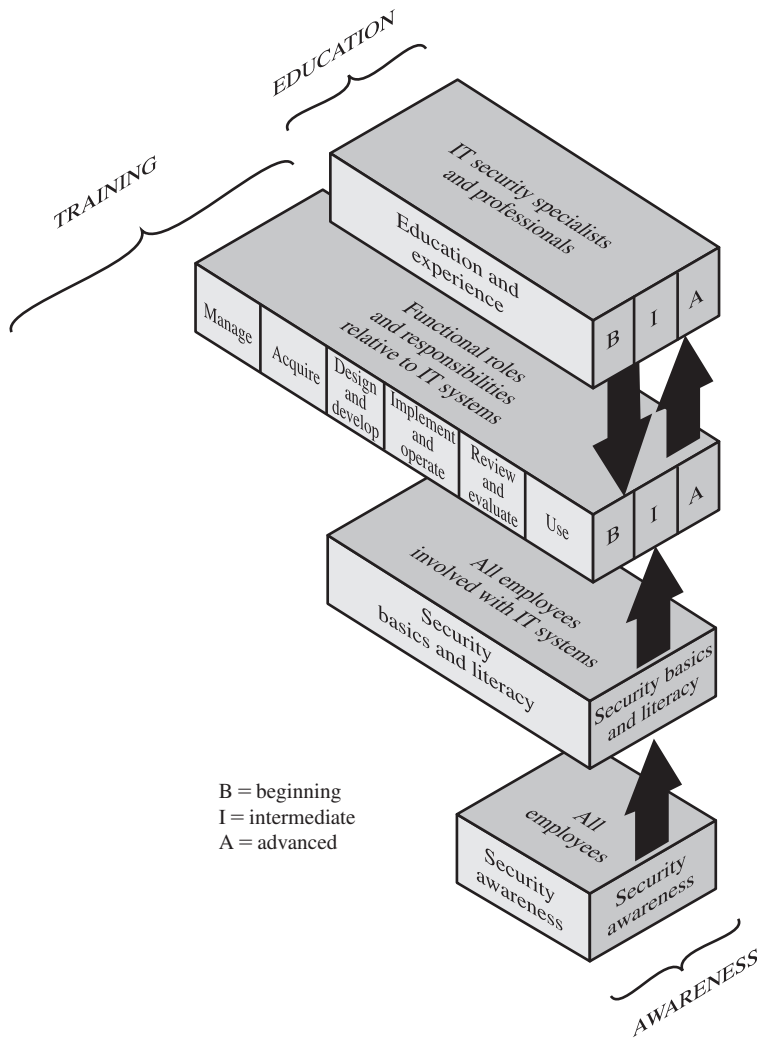 EDUCATION
TRAINING
IT security specialists
and professionals
Education and
experience
B
I
A
Functional roles
and responsibilities
relative to IT systems
Manage
Acquire
Design
and
develop
Implement
and
operate
Review
and
evaluate
Use
B
I
A
All employees
involved with IT systems
Security
basics and literacy
Security basics
and literacy
B = beginning
I = intermediate
A = advanced
All
employees
Security
awareness
Security
awareness
AWARENESS